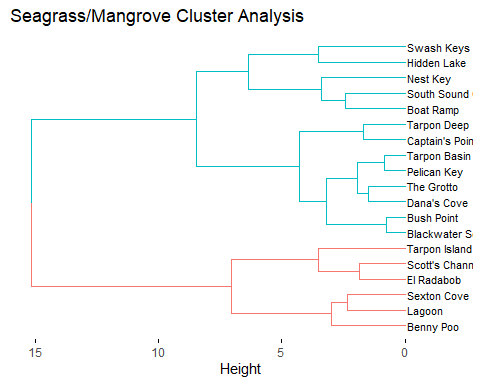 Seagrass/Mangrove Cluster Analysis
Swash Keys
Hidden Lake
Nest Key
South Sound
Boat Ramp
Tarpon Deep
Captain's Poin
Tarpon Basin
Pelican Key
The Grotto
Dana's Cove
Bush Point
Blackwater S
Tarpon Island
Scott's Chann
El Radabob
Sexton Cove
Lagoon
Benny Poo
15 10 5 0
Height